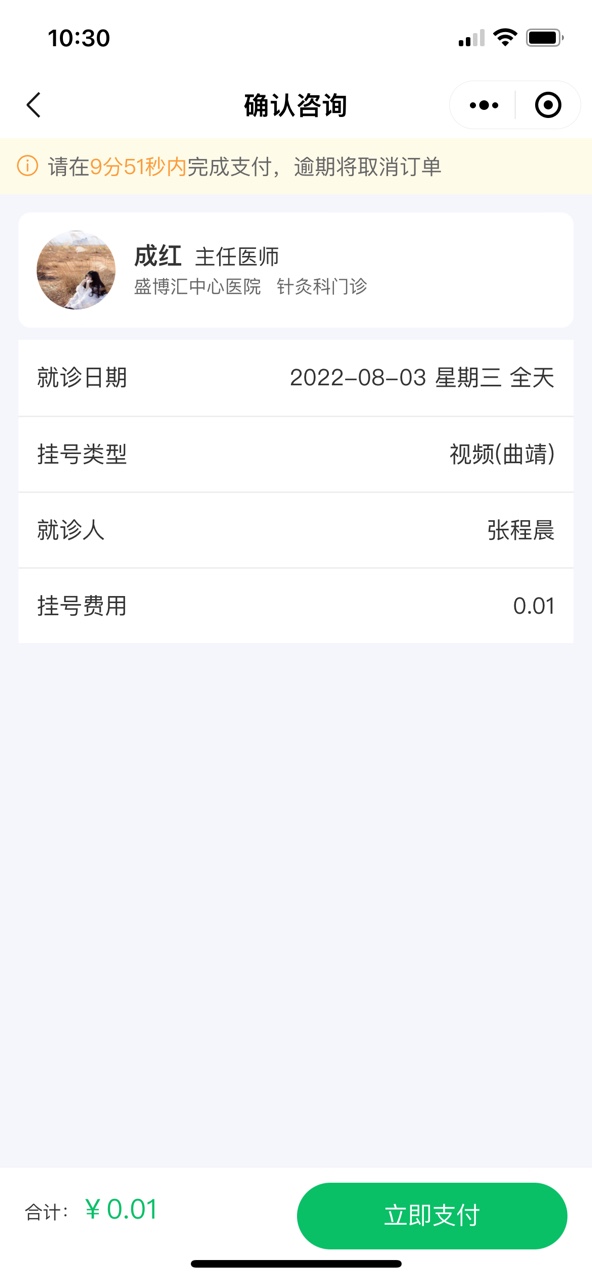 10:30
确认咨询
请在9分51秒内完成支付，逾期将取消订单
成红 主任医师
盛博汇中心医院 针灸科门诊
就诊日期 2022-08-03 星期三 全天
挂号类型 视频(曲靖)
就诊人 张程晨
挂号费用 0.01
合计: ￥0.01
立即支付